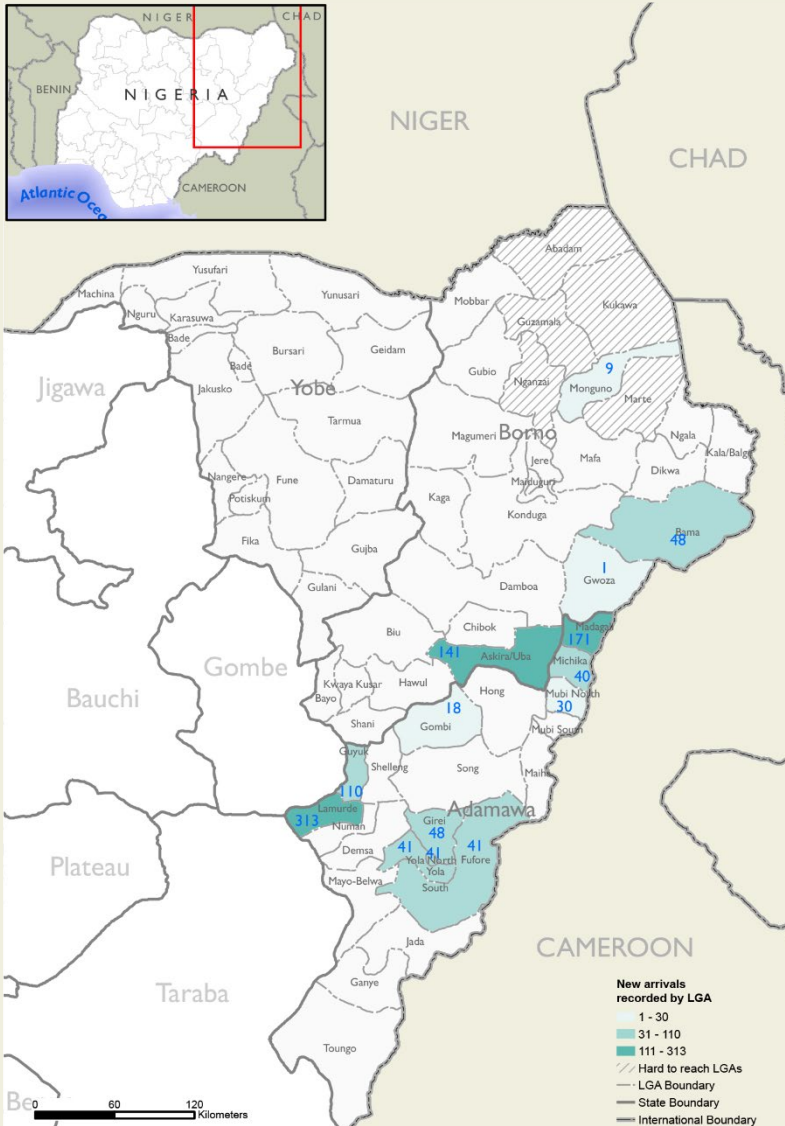 NIGER
CHAD
BENIN
NIGERIA
CAMEROON
Atlantic Ocea
NIGER
CHAD
Abadam
Yusufari
Machina
Yunusari
Mobbar
Kukawa
Nguru
Karasuwa
Guzamala
Bade
Bursari
Geidam
Gubio
9
Bade
Nganzai
Monguno
Jigawa
Jakusko
Yobe
Marte
Tarmua
Magumeri
Borno
Ngala
Jere
Mafa
Kala/Balge
Nangere
Fune
Damaturu
Maiduguri
Dikwa
Potiskum
Kaga
Konduga
Fika
Gujba
Bama
48
Gulani
Damboa
1
Gwoza
Chibok
Madagali
Biu
171
141
Askira/Uba
Michika
Gombe
40
Bauchi
Kwaya Kusar
Hawul
Hong
Mubi North
Bayo
18
30
Shani
Gombi
Mubi South
Guyuk
Shelleng
Song
Maiha
110
Lamurde
Adamawa
313
Numan
Girei
48
Plateau
Demsa
41
41
41
Yola North
Fufore
Yola
Mayo-Belwa
South
Jada
CAMEROON
Taraba
Ganye
Toungo
New arrivals
recorded by LGA
1 - 30
31 - 110
111 - 313
Hard to reach LGAs
LGA Boundary
State Boundary
International Boundary
Be
0 60 120
Kilometers